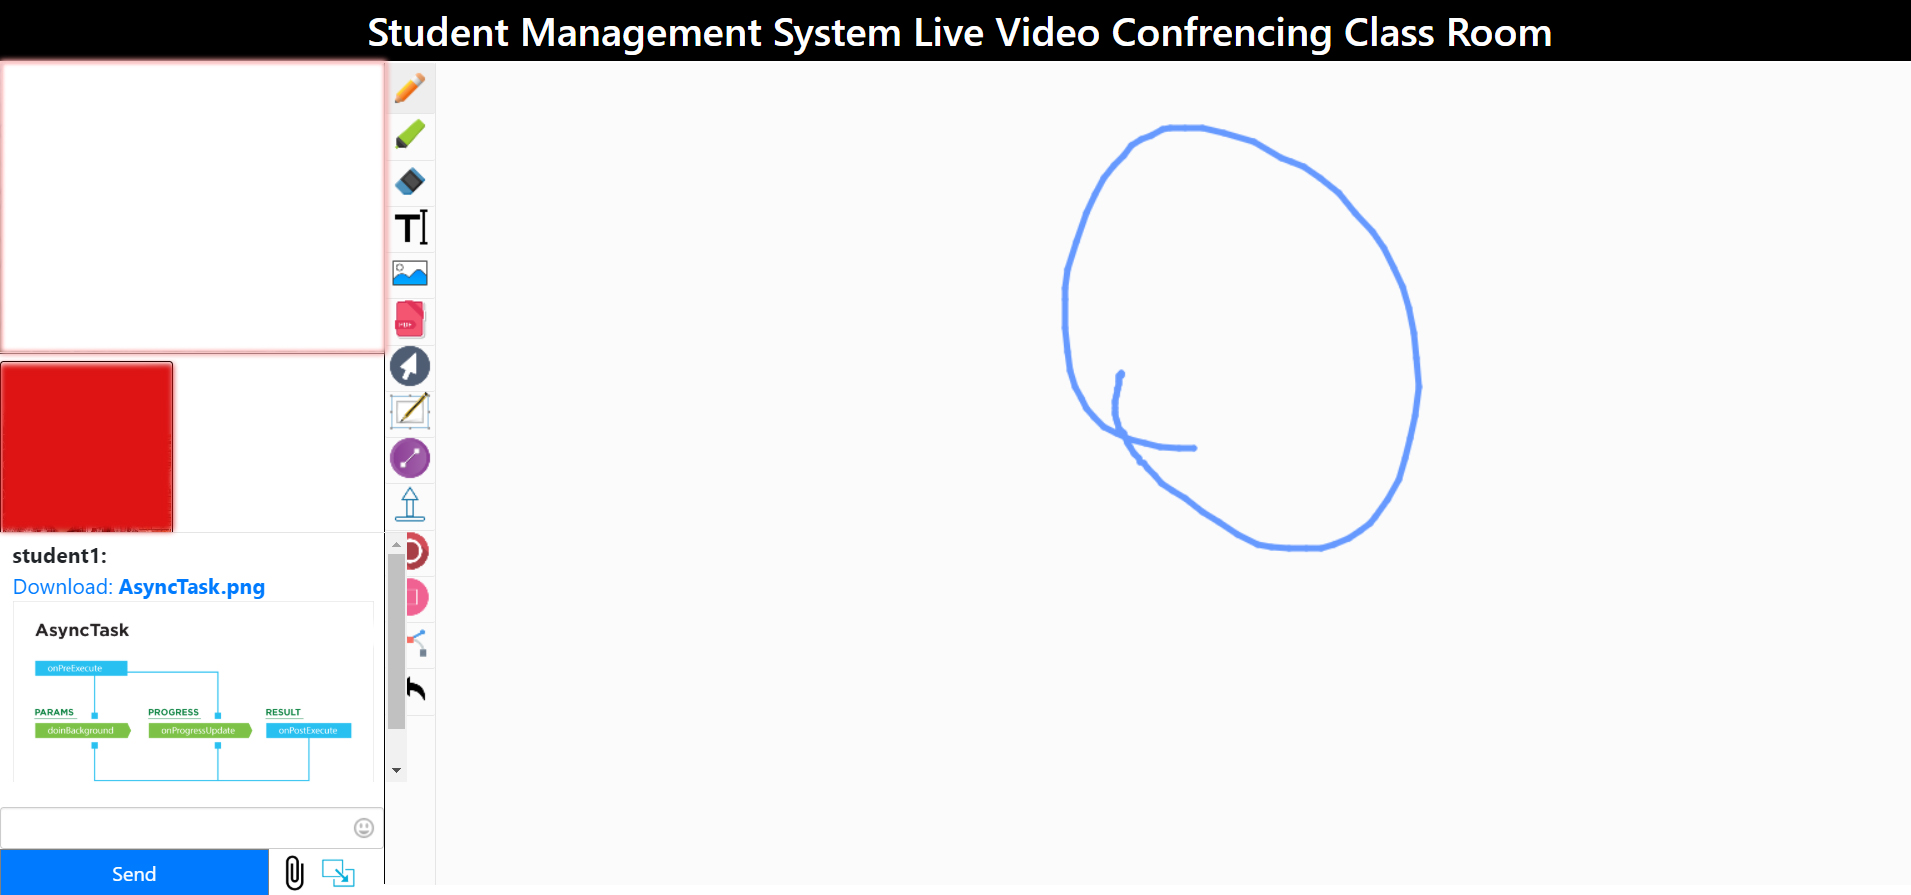 Student Management System Live Video Confrencing Class Room
PDF
student1:
Download: AsyncTask.png
AsyncTask
onPreExecute
PARAMS PROGRESS RESULT
doinBackground onProgressUpdate onPostExecute
Send